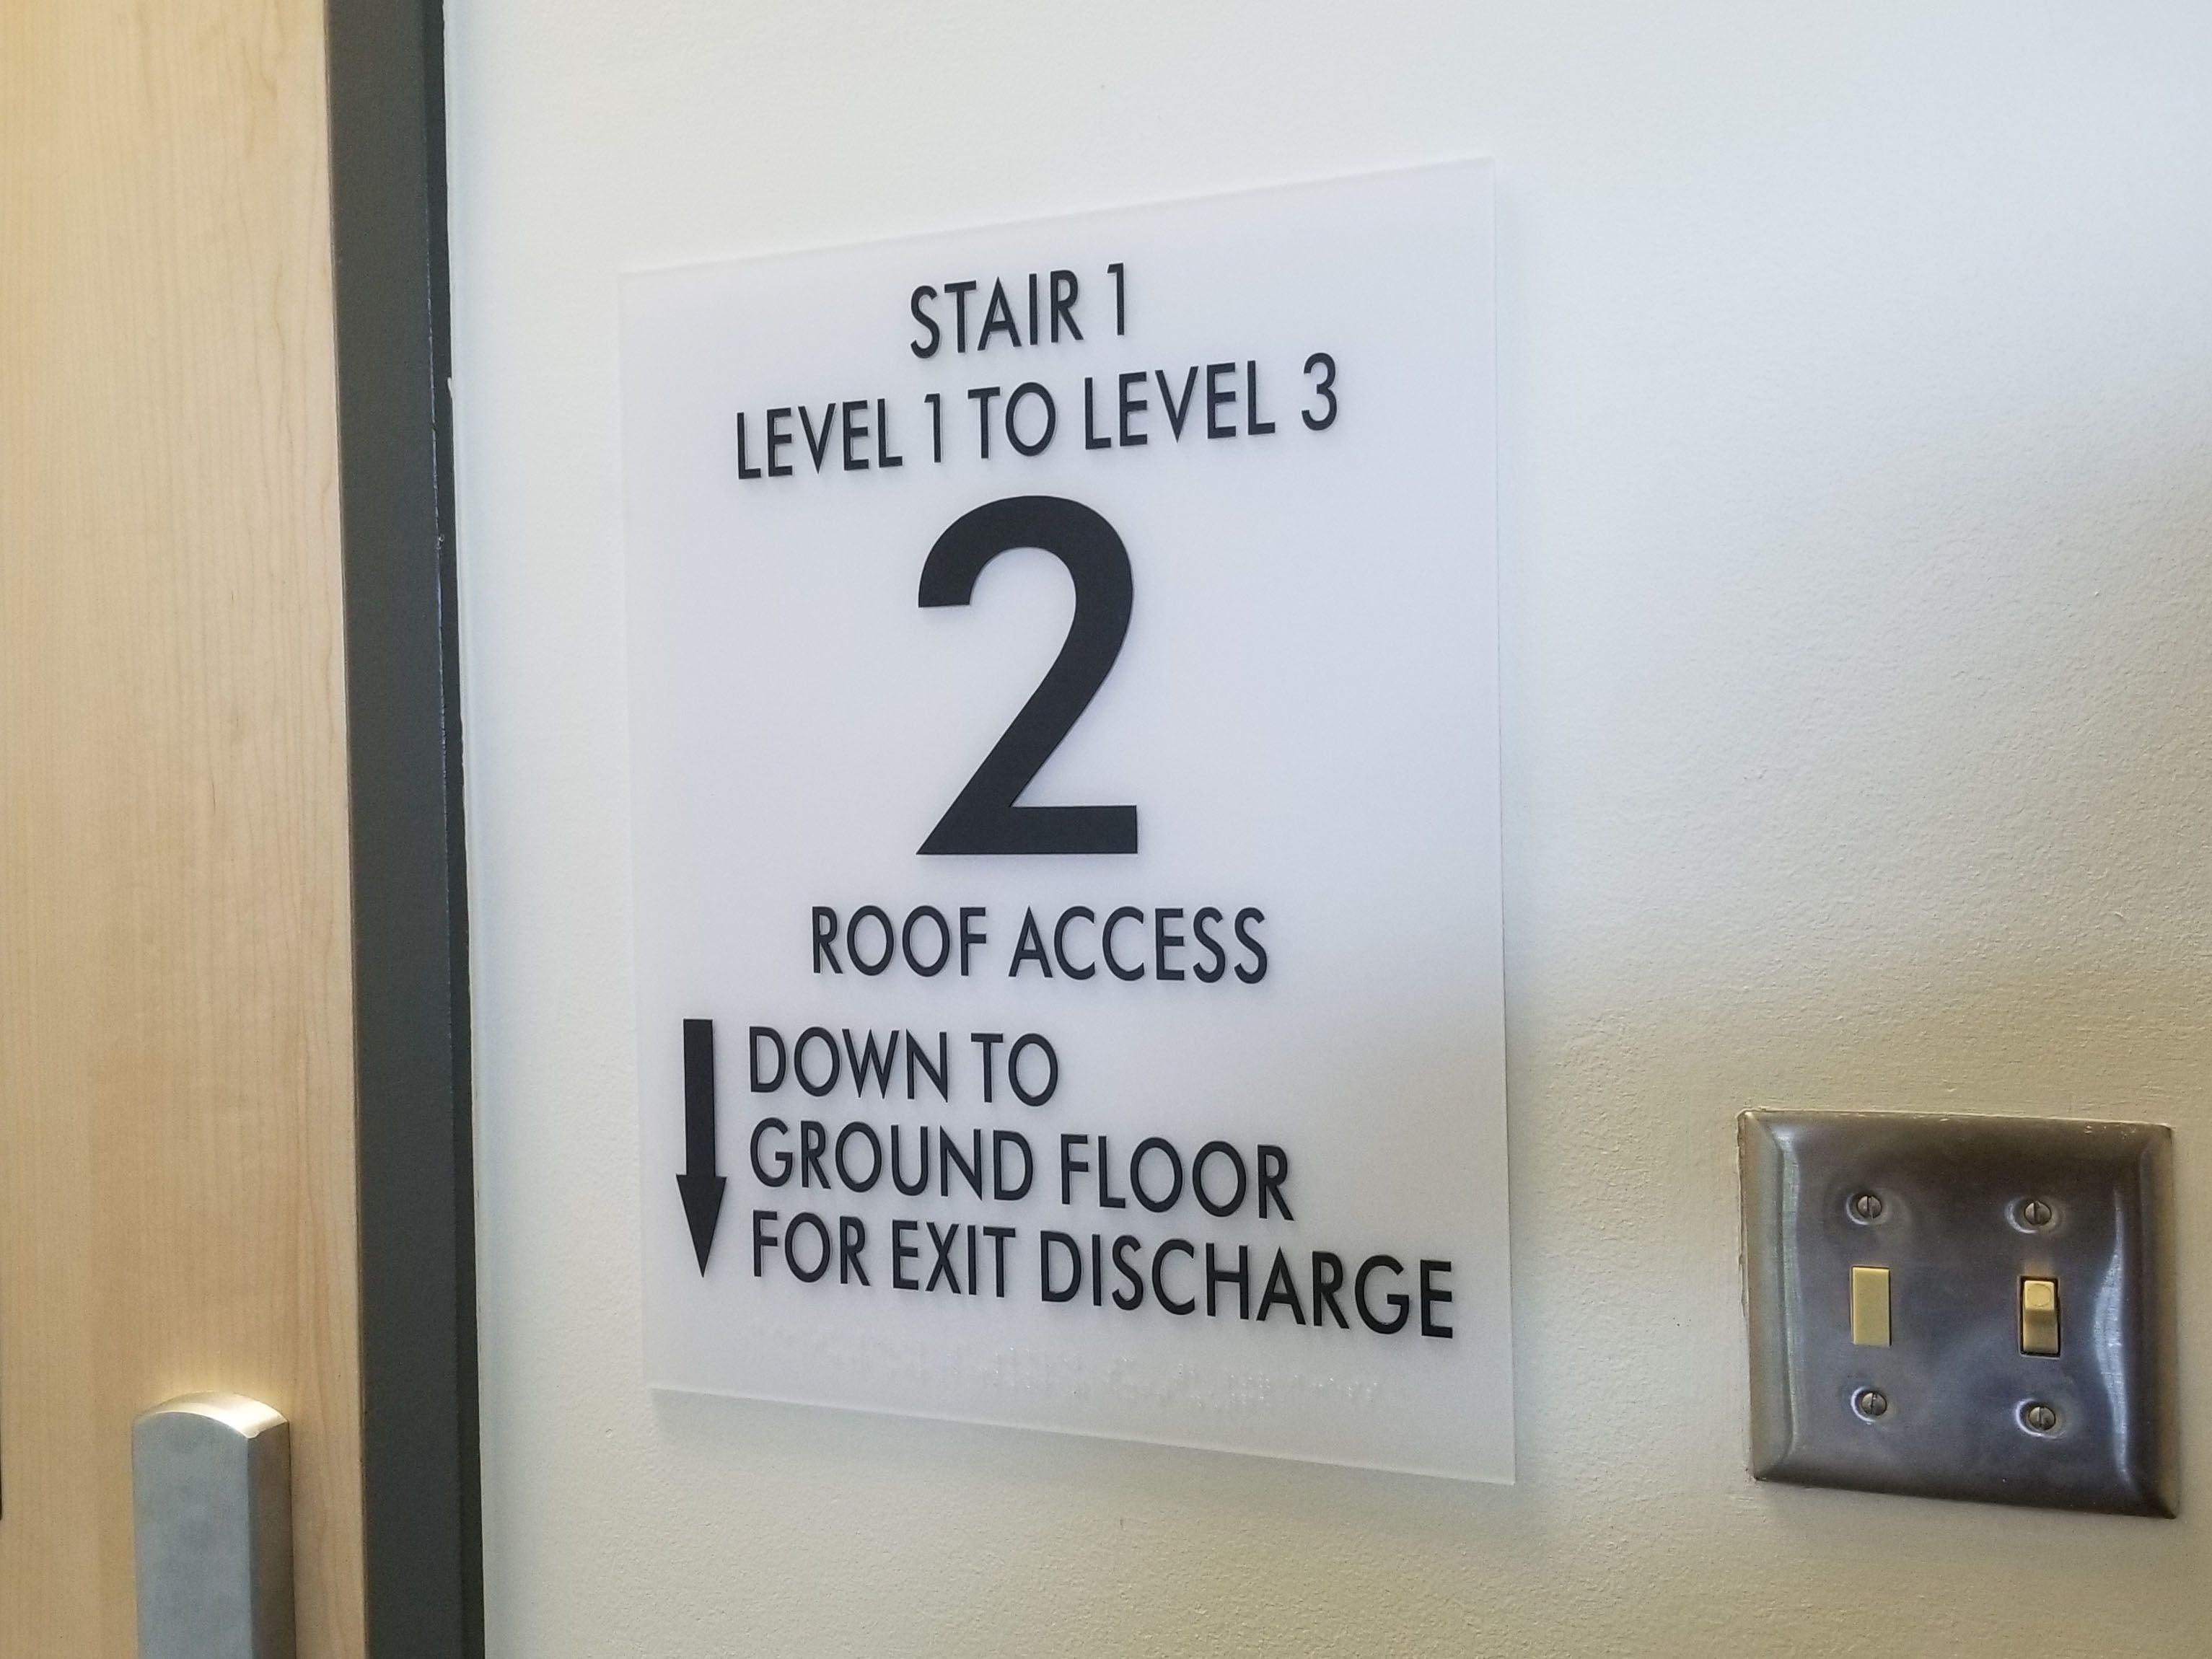 STAIR 1
LEVEL 1 TO LEVEL 3
2
ROOF ACCESS
DOWN TO
GROUND FLOOR
FOR EXIT DISCHARGE